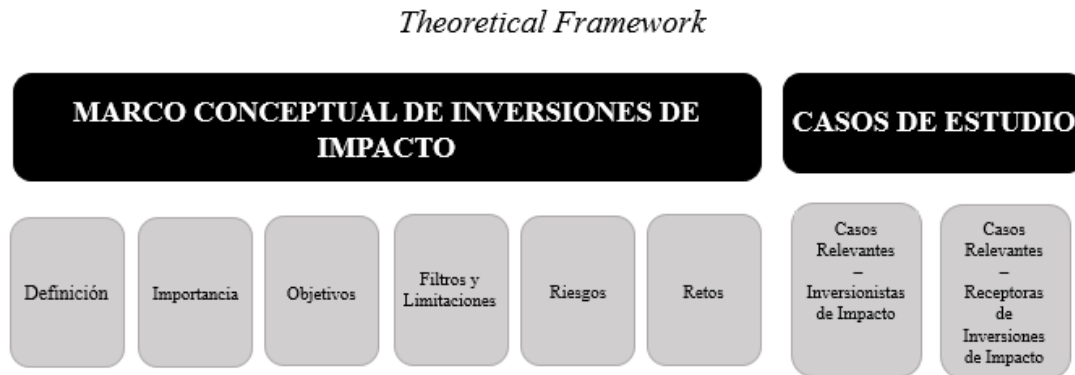 Theoretical Framework
MARCO CONCEPTUAL DE INVERSIONES DE
IMPACTO
CASOS DE ESTUDIO
Definición
Importancia
Objetivos
Filtros y
Limitaciones
Riesgos
Retos
Casos
Relevantes
–
Inversionistas
de Impacto
Casos
Relevantes
–
Receptoras
de
Inversiones
de Impacto